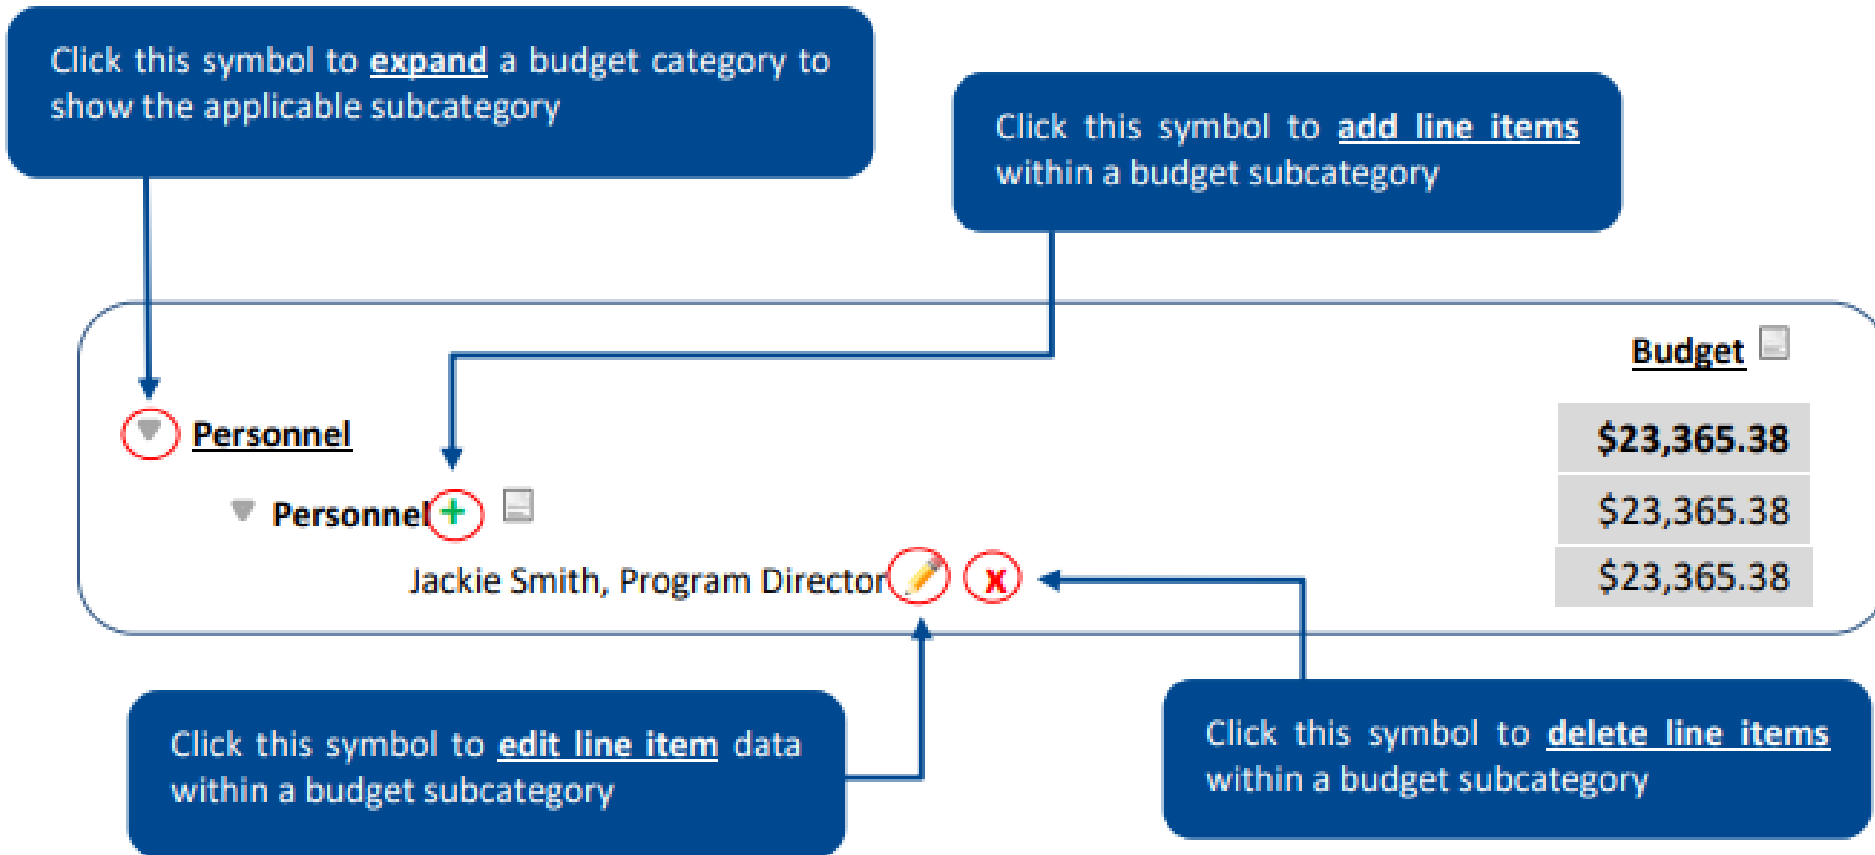 Click this symbol to expand a budget category to
show the applicable subcategory
Click this symbol to add line items
within a budget subcategory
Budget
Personnel
$23,365.38
Personnel +
$23,365.38
Jackie Smith, Program Director x
$23,365.38
Click this symbol to edit line item data
within a budget subcategory
Click this symbol to delete line items
within a budget subcategory